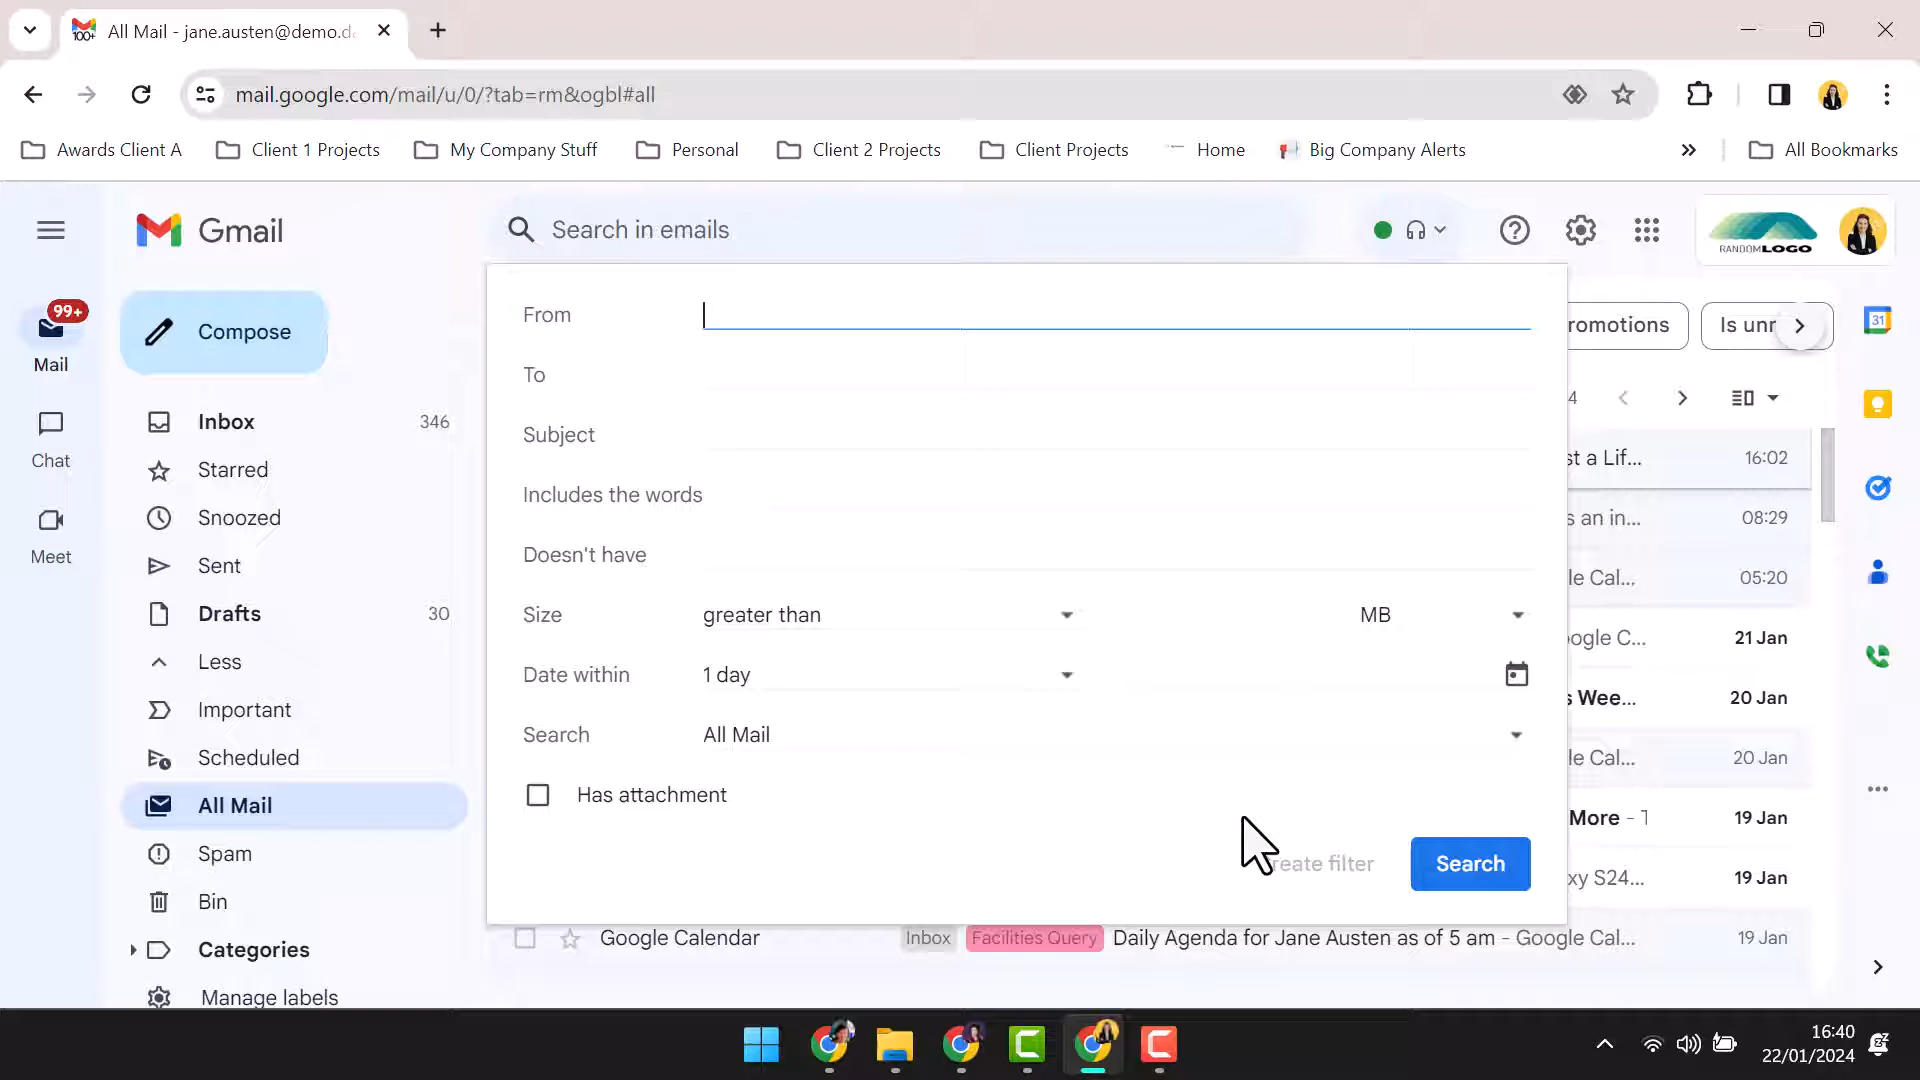 All Mail - jane.austen@demo.d
mail.google.com/mail/u/0/?tab=rm&ogbl#all
Awards Client A
Client 1 Projects
My Company Stuff
Personal
Client 2 Projects
Client Projects
Home
Big Company Alerts
All Bookmarks
Gmail
Search in emails
RANDOMLOGO
99+
Mail
Chat
Meet
Compose
Inbox 346
Starred
Snoozed
Sent
Drafts 30
Less
Important
Scheduled
All Mail
Spam
Bin
Categories
Manage labels
From
To
Subject
Includes the words
Doesn't have
Size greater than MB
Date within 1 day
Search All Mail
Has attachment
reate filter
Search
romotions
Is unr
4
st a Lif... 16:02
s an in... 08:29
le Cal... 05:20
ogle C... 21 Jan
s Wee... 20 Jan
le Cal... 20 Jan
More - 19 Jan
xy S24... 19 Jan
Google Calendar Inbox Facilities Query Daily Agenda for Jane Austen as of 5 am - Google Cal... 19 Jan
31
16:40
22/01/2024